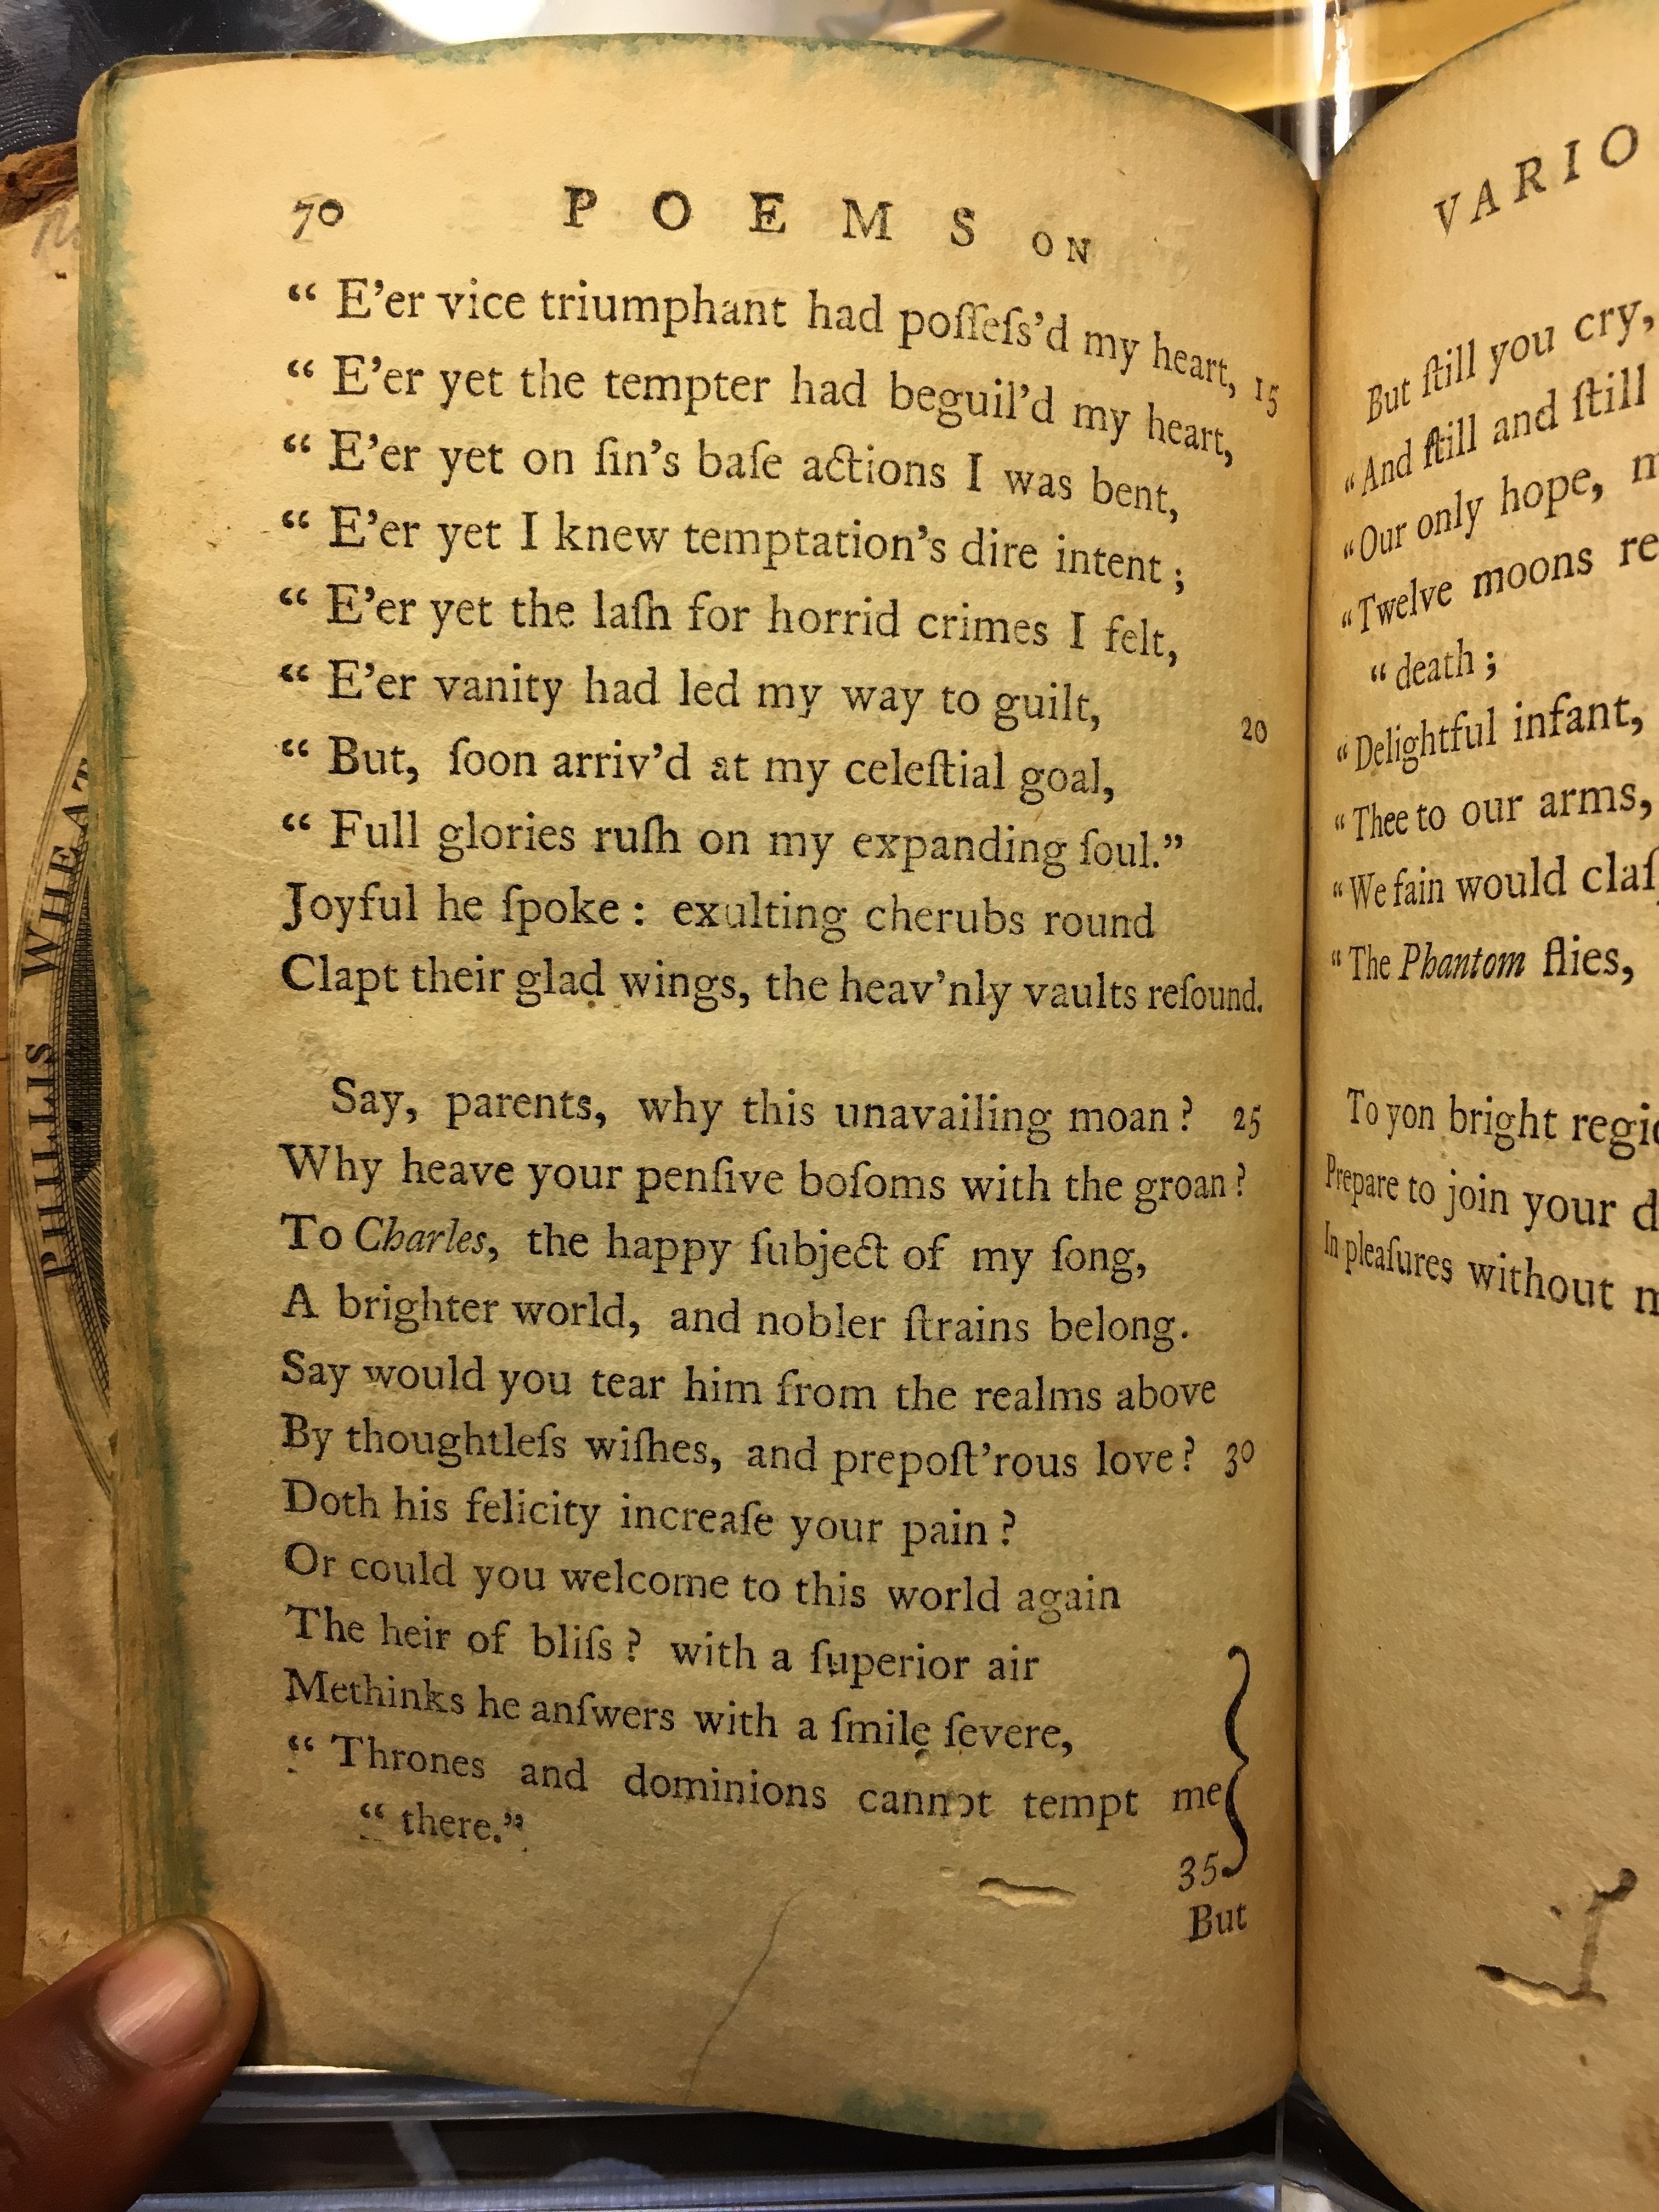 70 P O E M S ON
“ E’er vice triumphant had poſſeſs’d my heart, 15
“ E’er yet the tempter had beguil’d my heart,
“ E’er yet on ſin’s baſe actions I was bent,
“ E’er yet I knew temptation’s dire intent ;
“ E’er yet the laſh for horrid crimes I felt,
“ E’er vanity had led my way to guilt, 20
“ But, ſoon arriv’d at my celeſtial goal,
“ Full glories ruſh on my expanding ſoul.”
Joyful he ſpoke : exulting cherubs round
Clapt their glad wings, the heav’nly vaults reſound.
Say, parents, why this unavailing moan ? 25
Why heave your penſive boſoms with the groan ?
To Charles, the happy ſubject of my ſong,
A brighter world, and nobler ſtrains belong.
Say would you tear him from the realms above
By thoughtleſs wiſhes, and prepoſt’rous love ? 30
Doth his felicity increaſe your pain ?
Or could you welcome to this world again
The heir of bliſs ? with a ſuperior air
Methinks he anſwers with a ſmile ſevere,
“ Thrones and dominions cannot tempt me
“ there.”
35
But
VARIO
But ſtill you cry,
“ And ſtill and ſtill
“ Our only hope,
“ Twelve moons re
“ death ;
“ Delightful infant,
“ Thee to our arms,
“ We fain would claſ
“ The Phantom flies,
To yon bright regi
Prepare to join your d
In pleaſures without
PHILLIS WHEAT